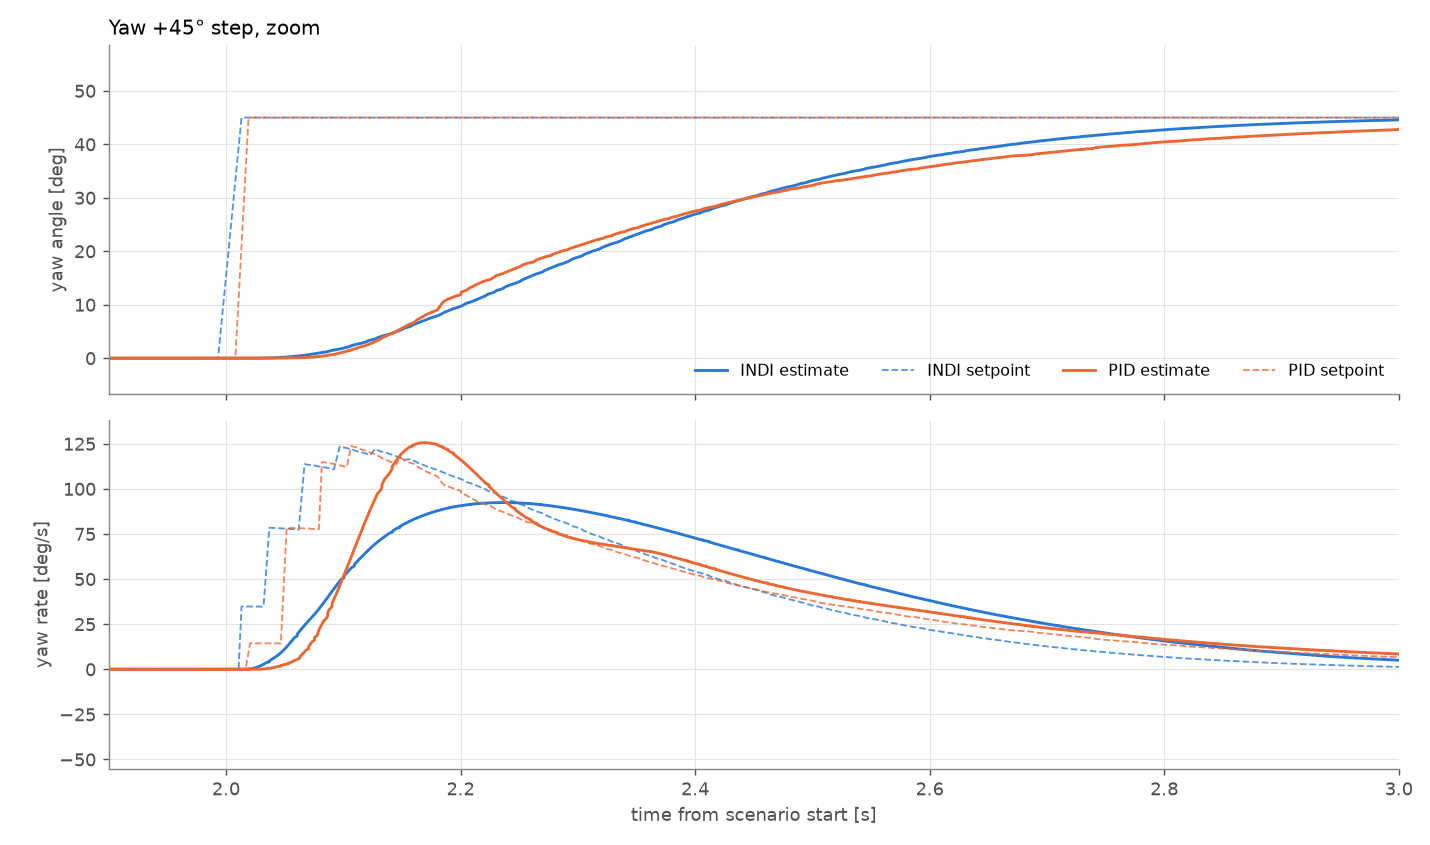 Yaw +45° step, zoom
yaw angle [deg]
50
40
30
20
10
0
INDI estimate
INDI setpoint
PID estimate
PID setpoint
yaw rate [deg/s]
125
100
75
50
25
0
−25
−50
2.0
2.2
2.4
2.6
2.8
3.0
time from scenario start [s]